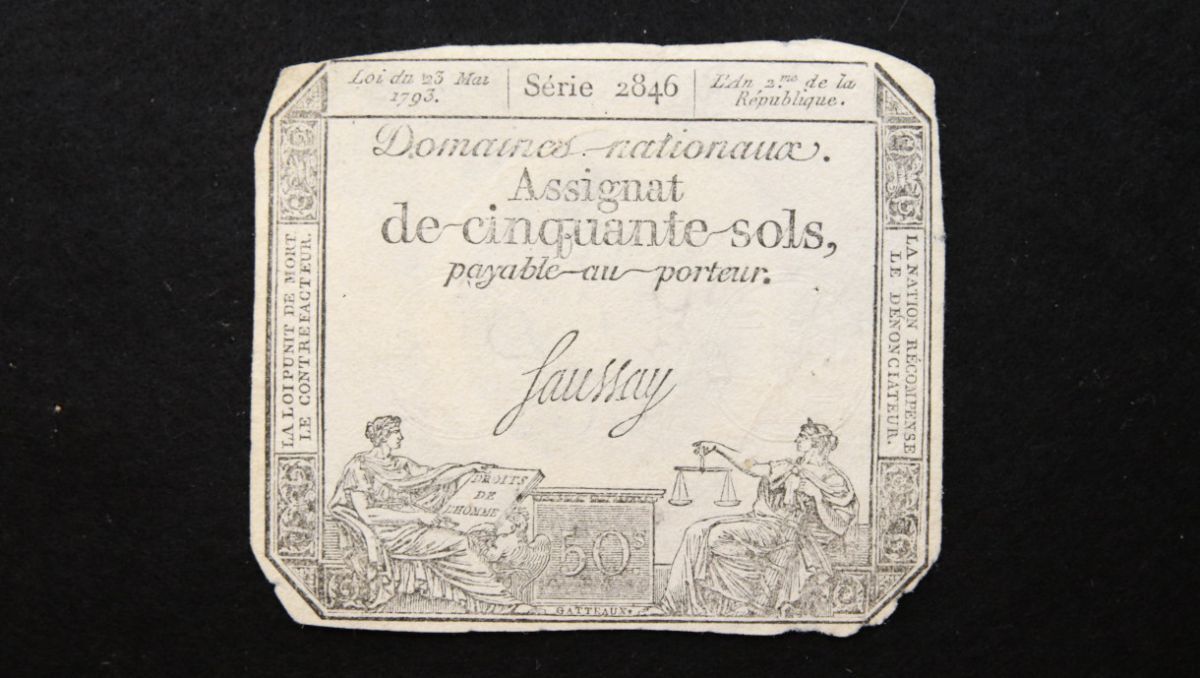 Loi du 23 Mai
1793.
Série 2846
L'An 2.me de la
République.
Domaines nationaux.
Assignat
de cinquante sols,
payable au porteur.
LA LOI PUNIT DE MORT
LE CONTREFACTEUR.
LA NATION RÉCOMPENSE
LE DÉNONCIATEUR.
Saussay
DROITS
DE
L'HOMME
50s
GATTEAUX.